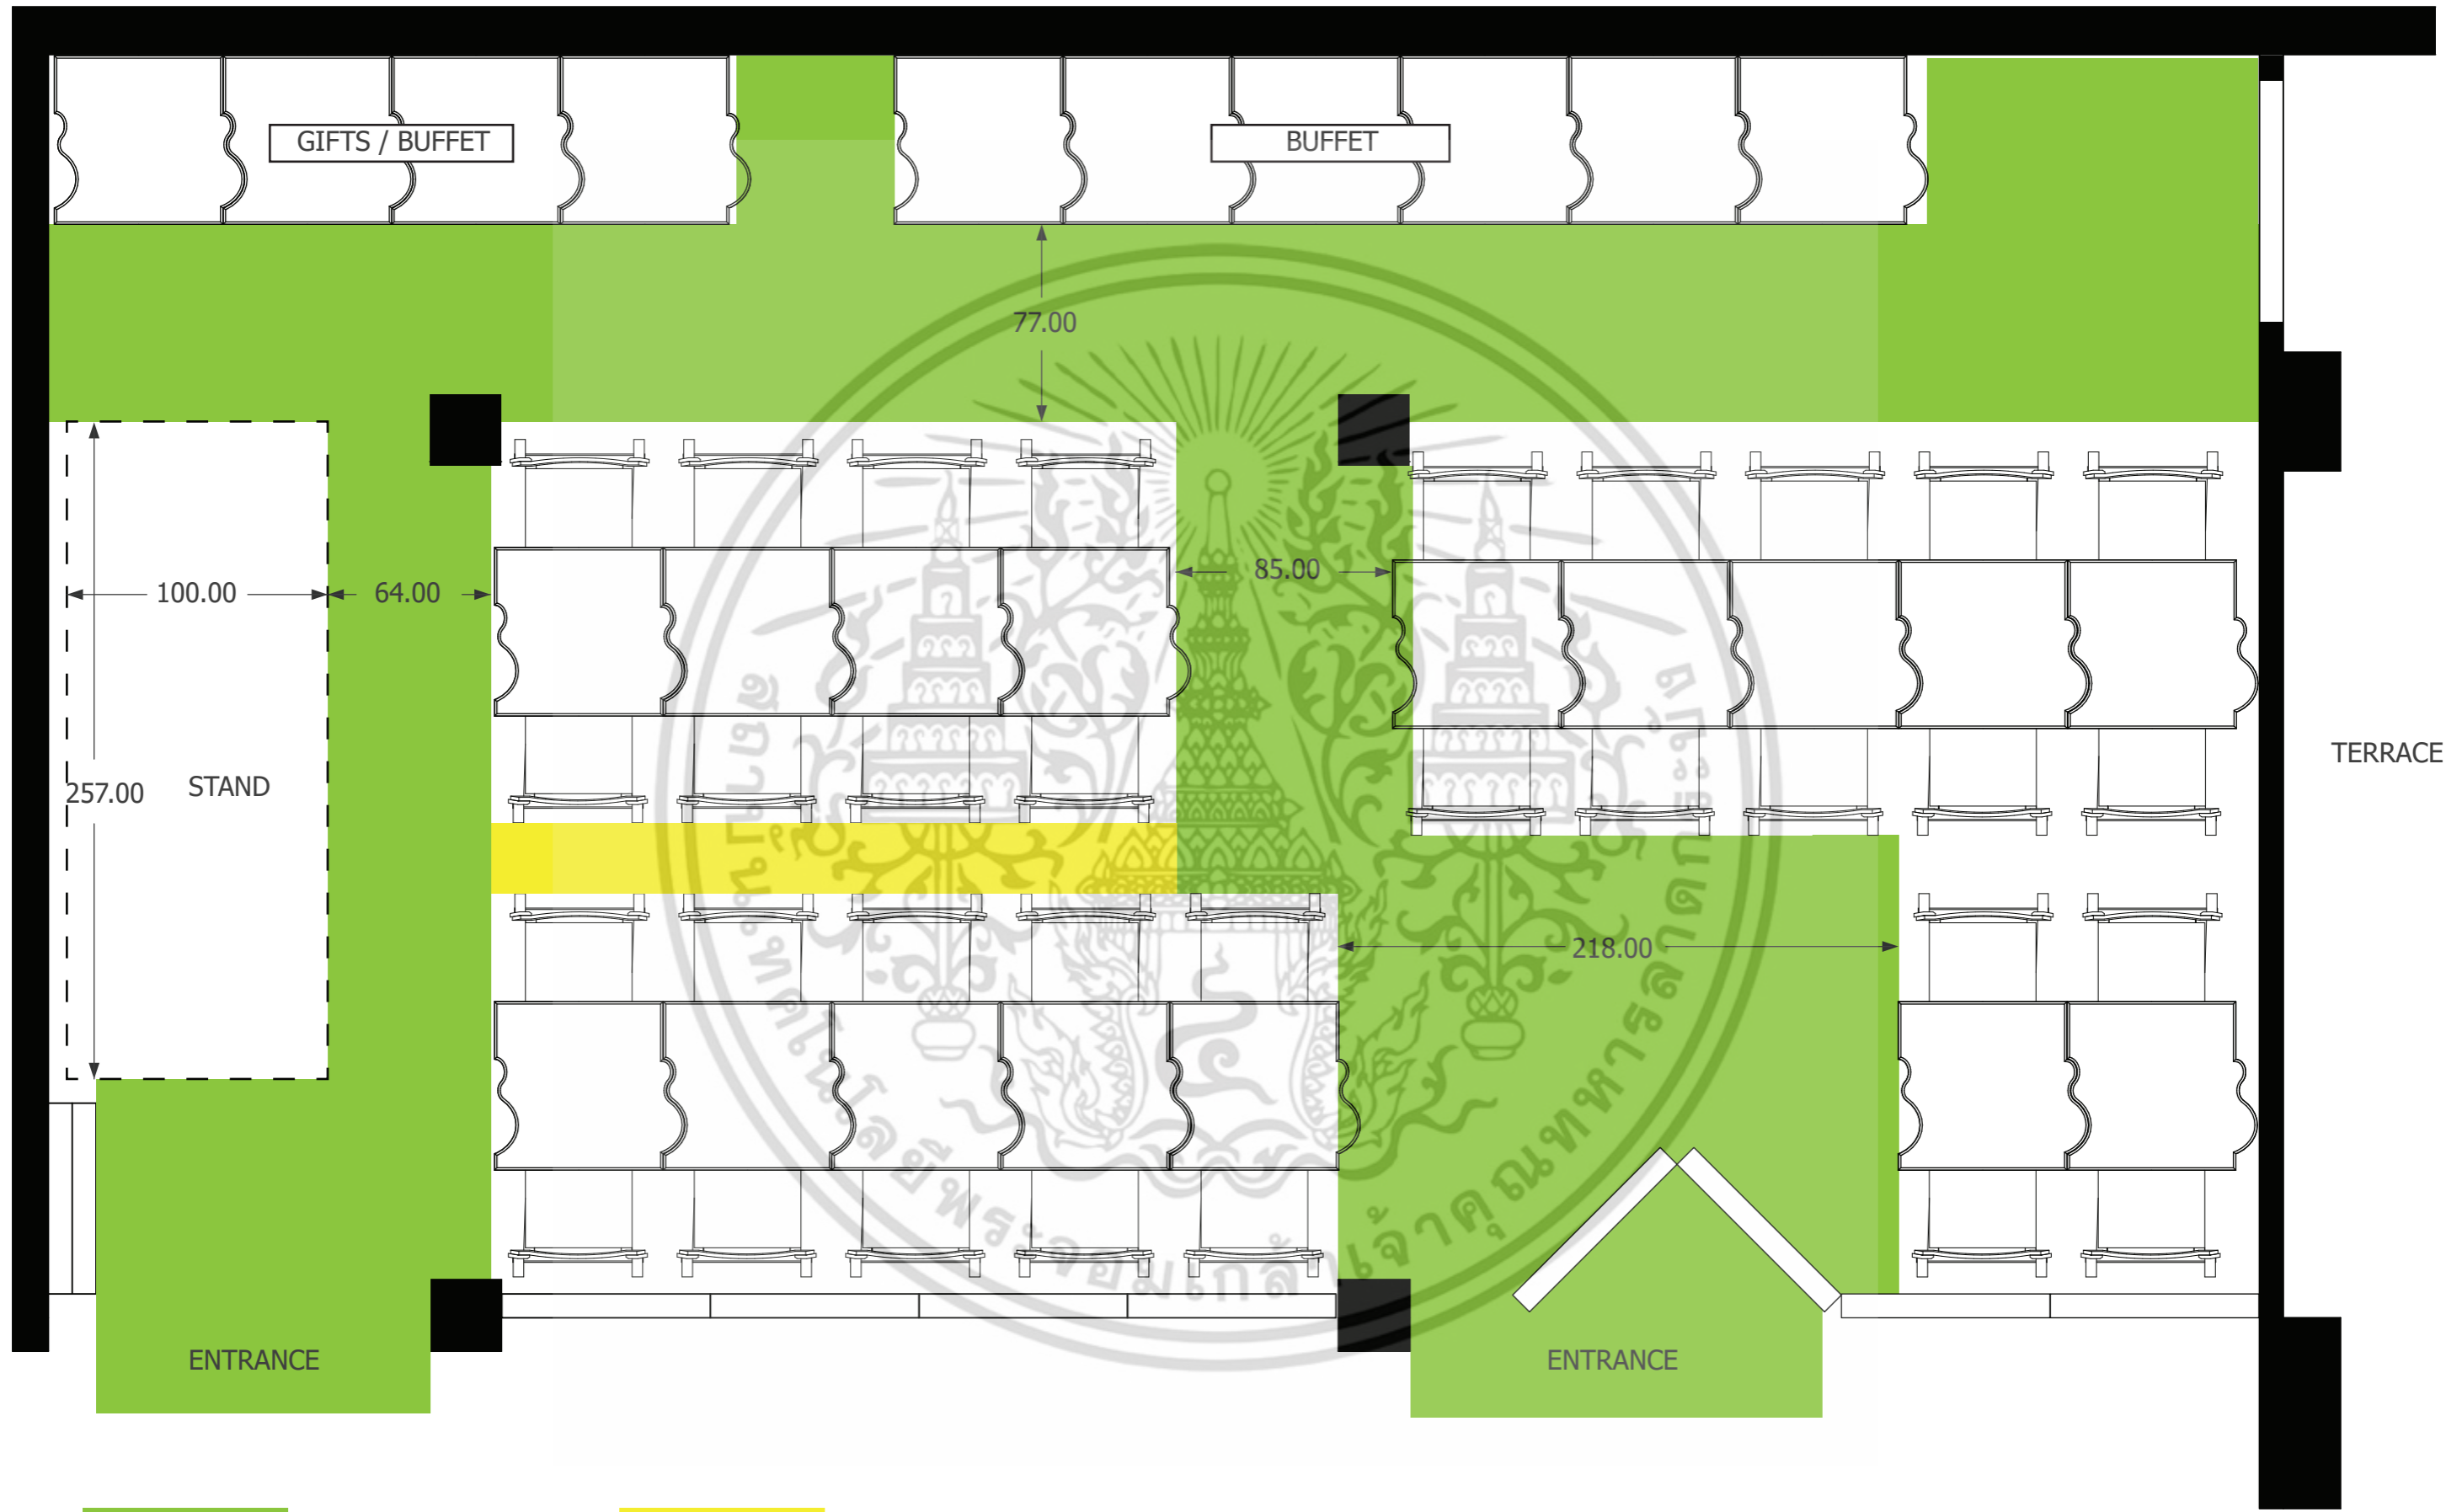 GIFTS / BUFFET
BUFFET
77.00
100.00
64.00
85.00
257.00
STAND
TERRACE
218.00
ENTRANCE
ENTRANCE